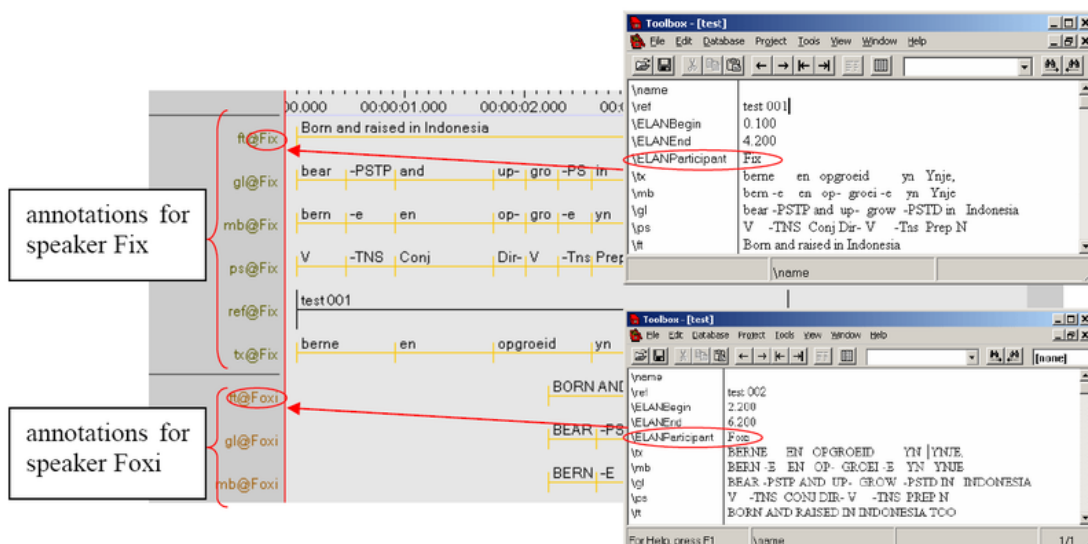 Toolbox - [test]
File Edit Database Project Tools View Window Help
\name
\ref test 001
\ELANBegin 0.100
\ELANEnd 4.200
\ELANParticipant Fix
\tx berne en opgroeid yn Ynje,
\mb bern -e en op- groei -e yn Ynje
\gl bear -PSTP and up- grow -PSTD in Indonesia
\ps V -TNS Conj Dir- V -Tns Prep N
\ft Born and raised in Indonesia
\name
00.000 00:00:01.000 00:00:02.000 00:0
ft@Fix Born and raised in Indonesia
gl@Fix bear -PSTP and up- gro -PS in
mb@Fix bern -e en op- gro -e yn
ps@Fix V -TNS Conj Dir- V -Tns Prep
ref@Fix test 001
tx@Fix berne en opgroeid yn
annotations for
speaker Fix
ft@Foxi BORN AND
gl@Foxi BEAR -PS
mb@Foxi BERN -E
annotations for
speaker Foxi
Toolbox - [test]
File Edit Database Project Tools View Window Help
[none]
\name
\ref test 002
\ELANBegin 2.200
\ELANEnd 6.200
\ELANParticipant Foxi
\tx BERNE EN OPGROEID YN YNJE,
\mb BERN -E EN OP- GROEI -E YN YNJE
\gl BEAR -PSTP AND UP- GROW -PSTD IN INDONESIA
\ps V -TNS CONJ DIR- V -TNS PREP N
\ft BORN AND RAISED IN INDONESIA TOO
For Help, press F1 \name 1/1